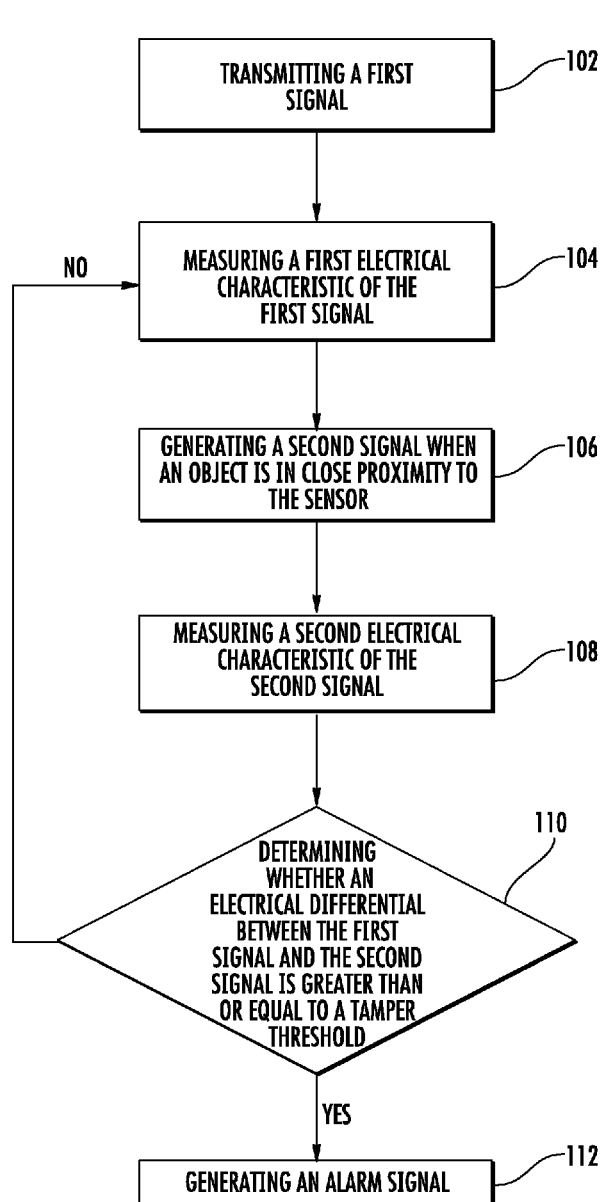 TRANSMITTING A FIRST
SIGNAL
102
NO
MEASURING A FIRST ELECTRICAL
CHARACTERISTIC OF THE
FIRST SIGNAL
104
GENERATING A SECOND SIGNAL WHEN
AN OBJECT IS IN CLOSE PROXIMITY TO
THE SENSOR
106
MEASURING A SECOND ELECTRICAL
CHARACTERISTIC OF THE
SECOND SIGNAL
108
DETERMINING
WHETHER AN
ELECTRICAL DIFFERENTIAL
BETWEEN THE FIRST
SIGNAL AND THE SECOND
SIGNAL IS GREATER THAN
OR EQUAL TO A TAMPER
THRESHOLD
110
YES
GENERATING AN ALARM SIGNAL
112